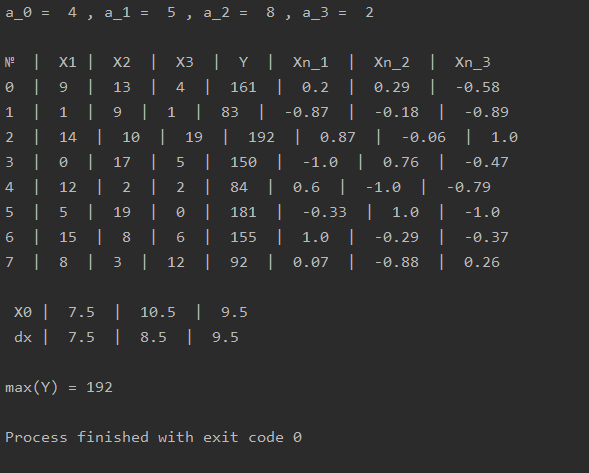 a_0 =  4 , a_1 =  5 , a_2 =  8 , a_3 =  2
№  |  X1 |  X2  |  X3  |  Y  |  Xn_1  |  Xn_2  |  Xn_3
0  |  9  |  13  |  4  |  161  |  0.2  |  0.29  |  -0.58
1  |  1  |  9  |  1  |  83  |  -0.87  |  -0.18  |  -0.89
2  |  14  |  10  |  19  |  192  |  0.87  |  -0.06  |  1.0
3  |  0  |  17  |  5  |  150  |  -1.0  |  0.76  |  -0.47
4  |  12  |  2  |  2  |  84  |  0.6  |  -1.0  |  -0.79
5  |  5  |  19  |  0  |  181  |  -0.33  |  1.0  |  -1.0
6  |  15  |  8  |  6  |  155  |  1.0  |  -0.29  |  -0.37
7  |  8  |  3  |  12  |  92  |  0.07  |  -0.88  |  0.26
X0 |  7.5  |  10.5  |  9.5
dx |  7.5  |  8.5  |  9.5
max(Y) = 192
Process finished with exit code 0